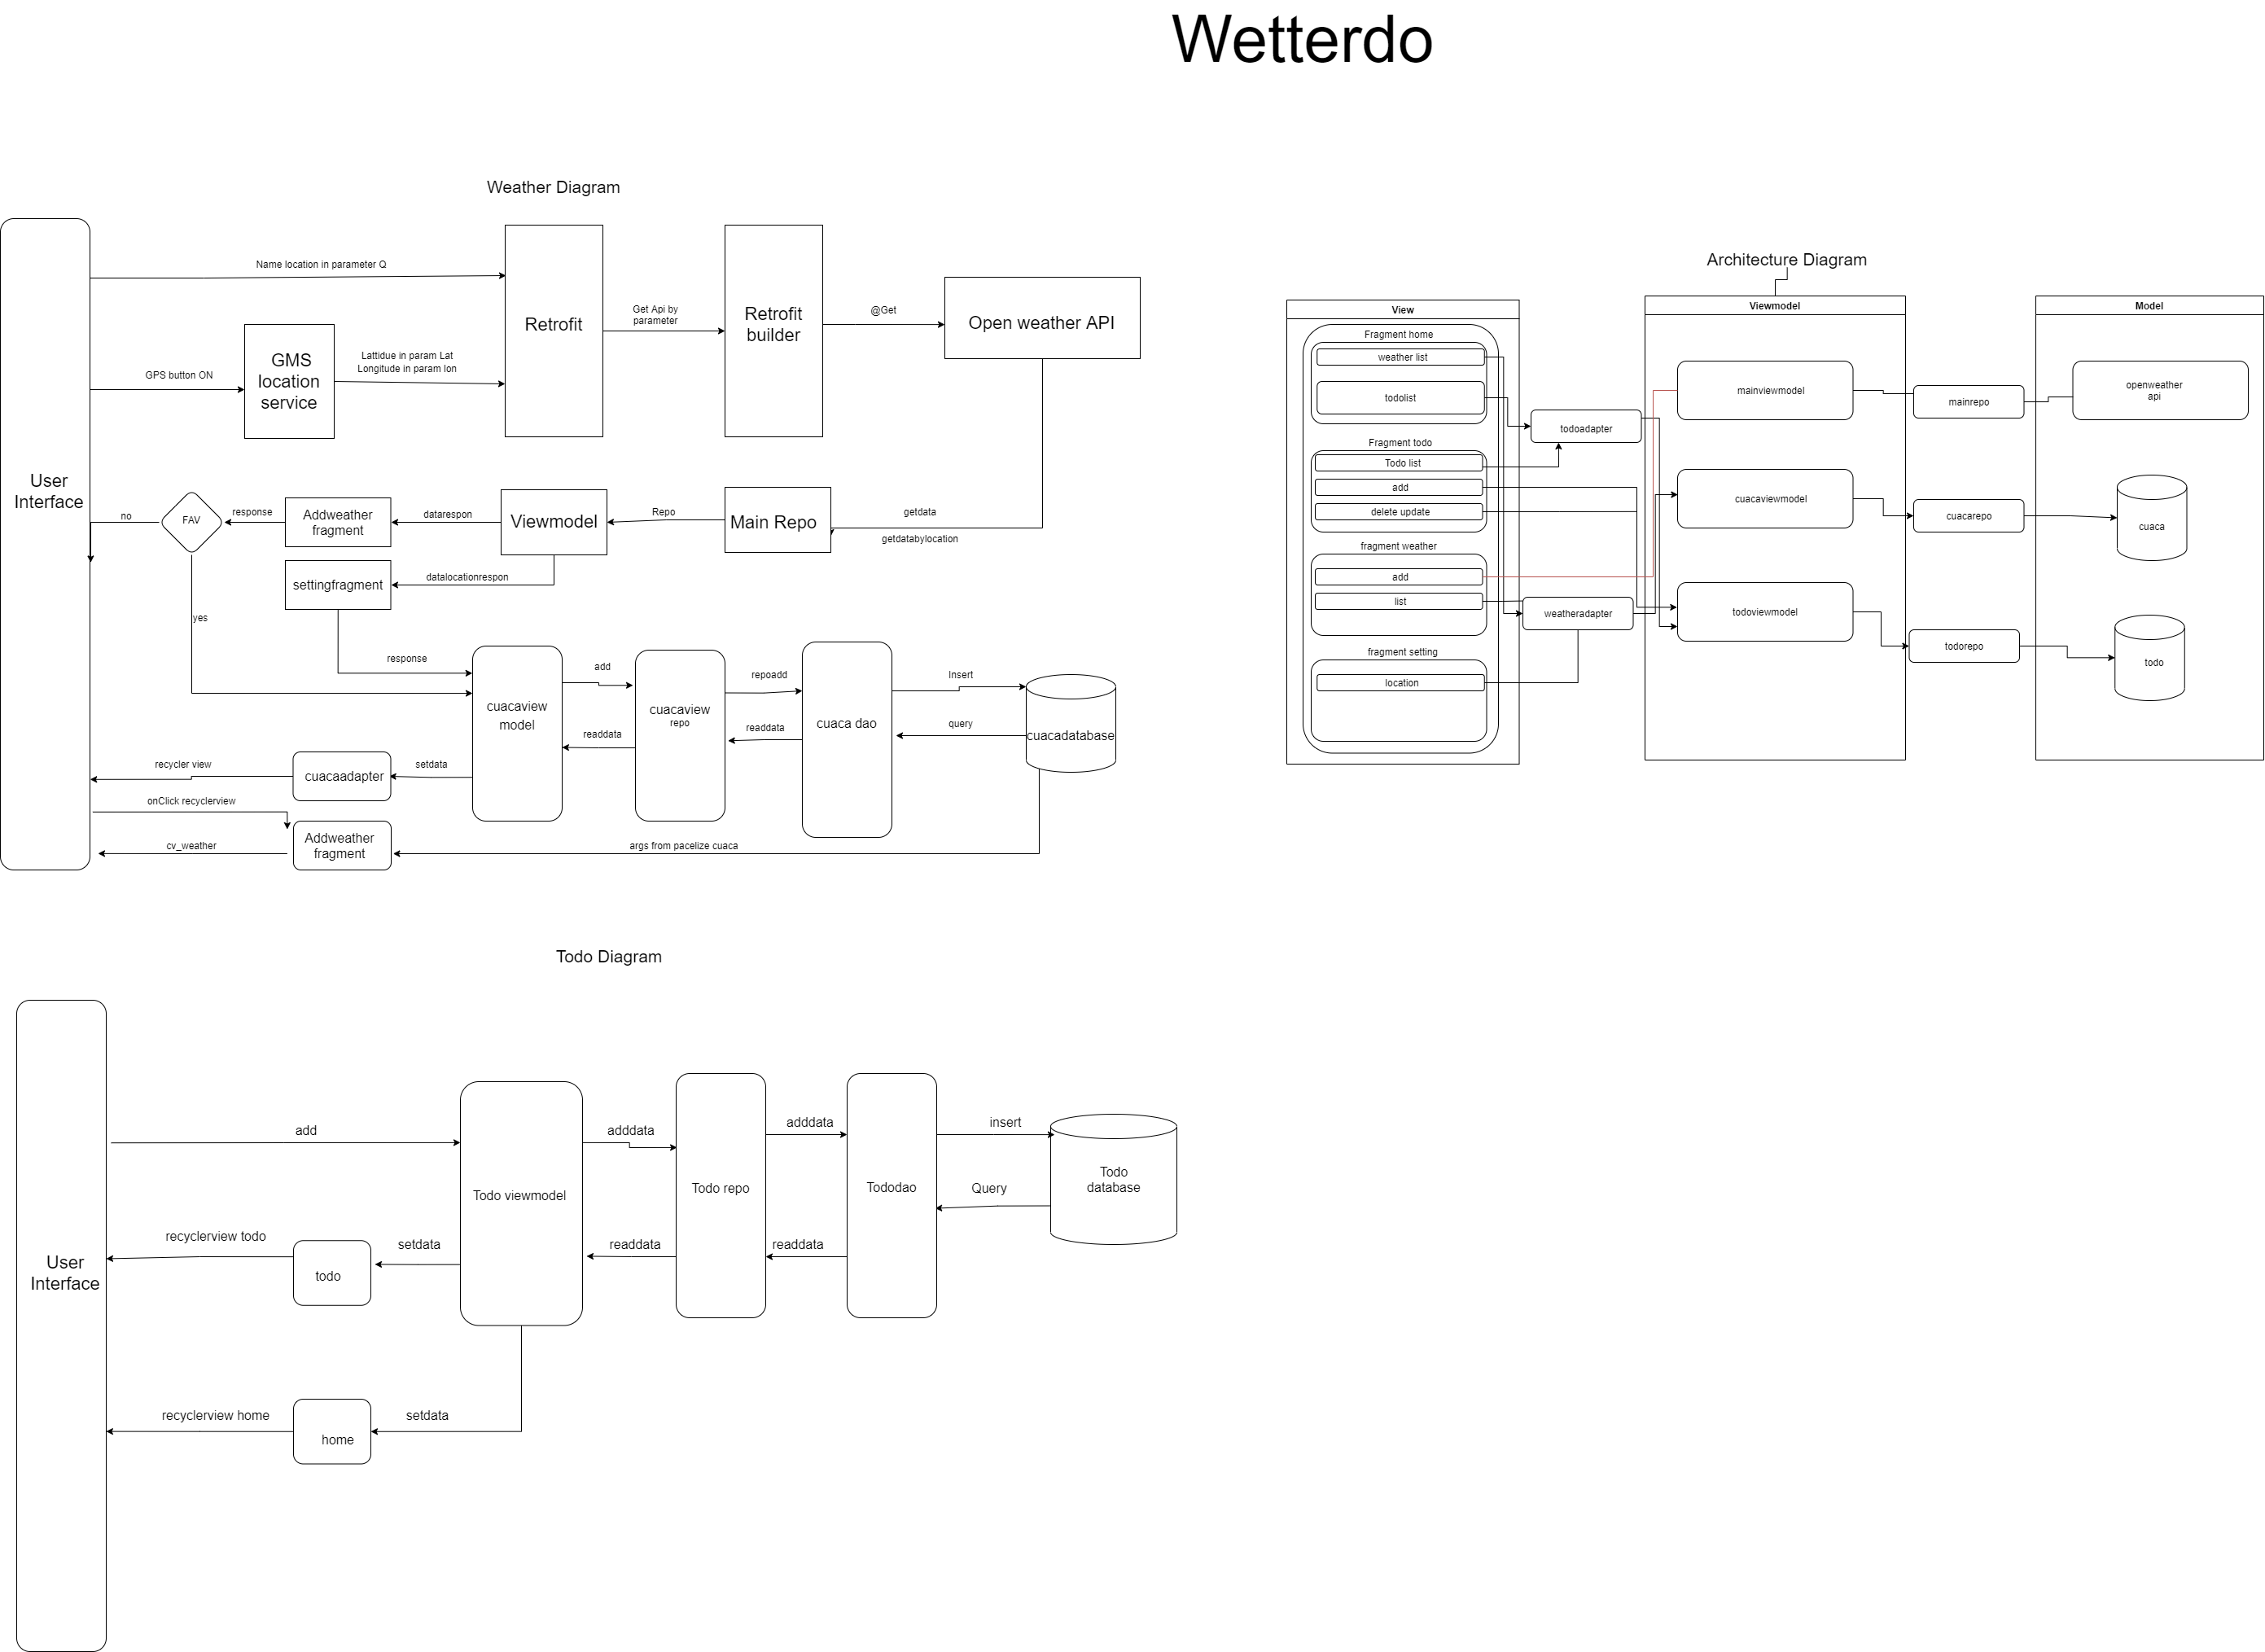 Wetterdo
Weather Diagram
User
Interface
Name location in parameter Q
GPS button ON
GMS
location
service
Lattidue in param Lat
Longitude in param lon
Retrofit
Get Api by
parameter
Retrofit
builder
@Get
Open weather API
getdata
getdatabylocation
Main Repo
Repo
Viewmodel
datarespon
datalocationrespon
Addweather
fragment
response
FAV
no
yes
settingfragment
response
cuacaview
model
add
readdata
cuacaview
repo
repoadd
readdata
cuaca dao
Insert
query
cuacadatabase
setdata
cuacaadapter
recycler view
onClick recyclerview
Addweather
fragment
cv_weather
args from pacelize cuaca
Architecture Diagram
View
Fragment home
weather list
todolist
Fragment todo
Todo list
add
delete update
fragment weather
add
list
fragment setting
location
todoadapter
weatheradapter
Viewmodel
mainviewmodel
cuacaviewmodel
todoviewmodel
mainrepo
cuacarepo
todorepo
Model
openweather
api
cuaca
todo
Todo Diagram
User
Interface
add
Todo viewmodel
adddata
readdata
Todo repo
adddata
readdata
Tododao
insert
Query
Todo
database
setdata
todo
recyclerview todo
setdata
home
recyclerview home